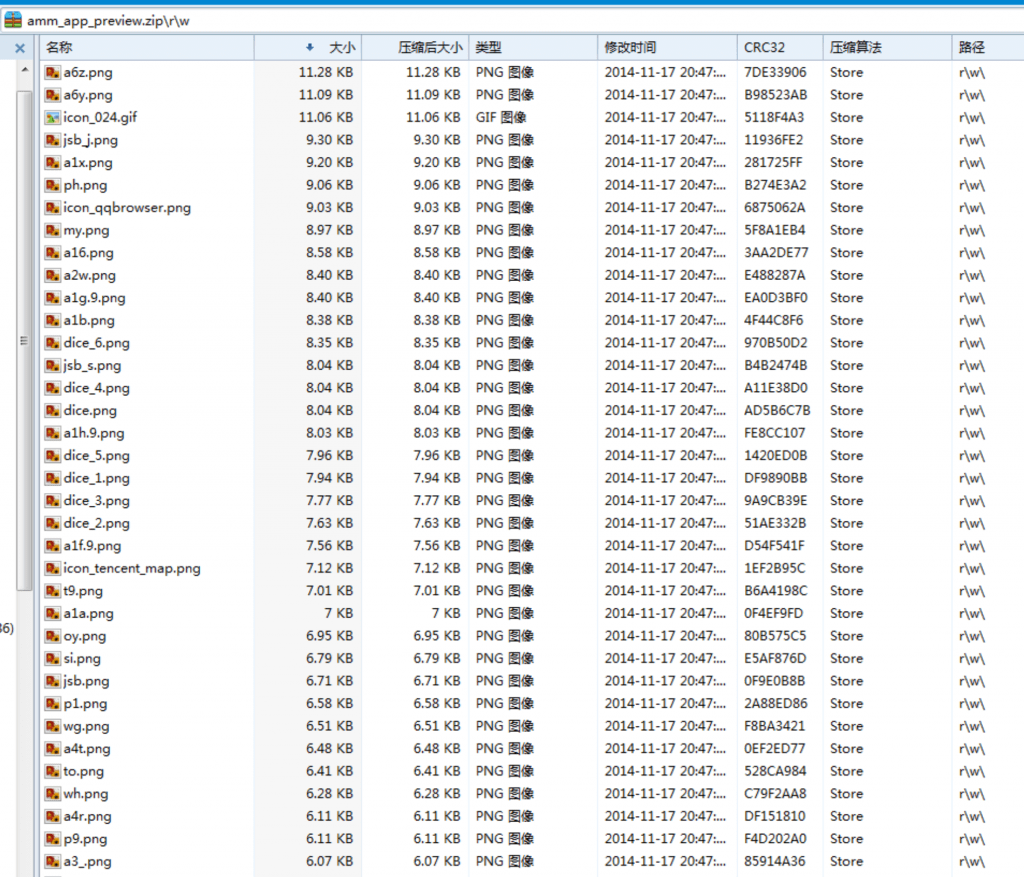 amm_app_preview.zip\r\w
名称 大小 压缩后大小 类型 修改时间 CRC32 压缩算法 路径
a6z.png 11.28 KB 11.28 KB PNG 图像 2014-11-17 20:47:... 7DE33906 Store r\w\
a6y.png 11.09 KB 11.09 KB PNG 图像 2014-11-17 20:47:... B98523AB Store r\w\
icon_024.gif 11.06 KB 11.06 KB GIF 图像 2014-11-17 20:47:... 5118F4A3 Store r\w\
jsb_j.png 9.30 KB 9.30 KB PNG 图像 2014-11-17 20:47:... 11936FE2 Store r\w\
a1x.png 9.20 KB 9.20 KB PNG 图像 2014-11-17 20:47:... 281725FF Store r\w\
ph.png 9.06 KB 9.06 KB PNG 图像 2014-11-17 20:47:... B274E3A2 Store r\w\
icon_qqbrowser.png 9.03 KB 9.03 KB PNG 图像 2014-11-17 20:47:... 6875062A Store r\w\
my.png 8.97 KB 8.97 KB PNG 图像 2014-11-17 20:47:... 5F8A1EB4 Store r\w\
a16.png 8.58 KB 8.58 KB PNG 图像 2014-11-17 20:47:... 3AA2DE77 Store r\w\
a2w.png 8.40 KB 8.40 KB PNG 图像 2014-11-17 20:47:... E488287A Store r\w\
a1g.9.png 8.40 KB 8.40 KB PNG 图像 2014-11-17 20:47:... EA0D3BF0 Store r\w\
a1b.png 8.38 KB 8.38 KB PNG 图像 2014-11-17 20:47:... 4F44C8F6 Store r\w\
dice_6.png 8.35 KB 8.35 KB PNG 图像 2014-11-17 20:47:... 970B50D2 Store r\w\
jsb_s.png 8.04 KB 8.04 KB PNG 图像 2014-11-17 20:47:... B4B2474B Store r\w\
dice_4.png 8.04 KB 8.04 KB PNG 图像 2014-11-17 20:47:... A11E38D0 Store r\w\
dice.png 8.04 KB 8.04 KB PNG 图像 2014-11-17 20:47:... AD5B6C7B Store r\w\
a1h.9.png 8.03 KB 8.03 KB PNG 图像 2014-11-17 20:47:... FE8CC107 Store r\w\
dice_5.png 7.96 KB 7.96 KB PNG 图像 2014-11-17 20:47:... 1420ED0B Store r\w\
dice_1.png 7.94 KB 7.94 KB PNG 图像 2014-11-17 20:47:... DF9890BB Store r\w\
dice_3.png 7.77 KB 7.77 KB PNG 图像 2014-11-17 20:47:... 9A9CB39E Store r\w\
dice_2.png 7.63 KB 7.63 KB PNG 图像 2014-11-17 20:47:... 51AE332B Store r\w\
a1f.9.png 7.56 KB 7.56 KB PNG 图像 2014-11-17 20:47:... D54F541F Store r\w\
icon_tencent_map.png 7.12 KB 7.12 KB PNG 图像 2014-11-17 20:47:... 1EF2B95C Store r\w\
t9.png 7.01 KB 7.01 KB PNG 图像 2014-11-17 20:47:... B6A4198C Store r\w\
a1a.png 7 KB 7 KB PNG 图像 2014-11-17 20:47:... 0F4EF9FD Store r\w\
36) oy.png 6.95 KB 6.95 KB PNG 图像 2014-11-17 20:47:... 80B575C5 Store r\w\
si.png 6.79 KB 6.79 KB PNG 图像 2014-11-17 20:47:... E5AF876D Store r\w\
jsb.png 6.71 KB 6.71 KB PNG 图像 2014-11-17 20:47:... 0F9E0B8B Store r\w\
p1.png 6.58 KB 6.58 KB PNG 图像 2014-11-17 20:47:... 2A88ED86 Store r\w\
wg.png 6.51 KB 6.51 KB PNG 图像 2014-11-17 20:47:... F8BA3421 Store r\w\
a4t.png 6.48 KB 6.48 KB PNG 图像 2014-11-17 20:47:... 0EF2ED77 Store r\w\
to.png 6.41 KB 6.41 KB PNG 图像 2014-11-17 20:47:... 528CA984 Store r\w\
wh.png 6.28 KB 6.28 KB PNG 图像 2014-11-17 20:47:... C79F2AA8 Store r\w\
a4r.png 6.11 KB 6.11 KB PNG 图像 2014-11-17 20:47:... DF151810 Store r\w\
p9.png 6.11 KB 6.11 KB PNG 图像 2014-11-17 20:47:... F4D202A0 Store r\w\
a3_.png 6.07 KB 6.07 KB PNG 图像 2014-11-17 20:47:... 85914A36 Store r\w\